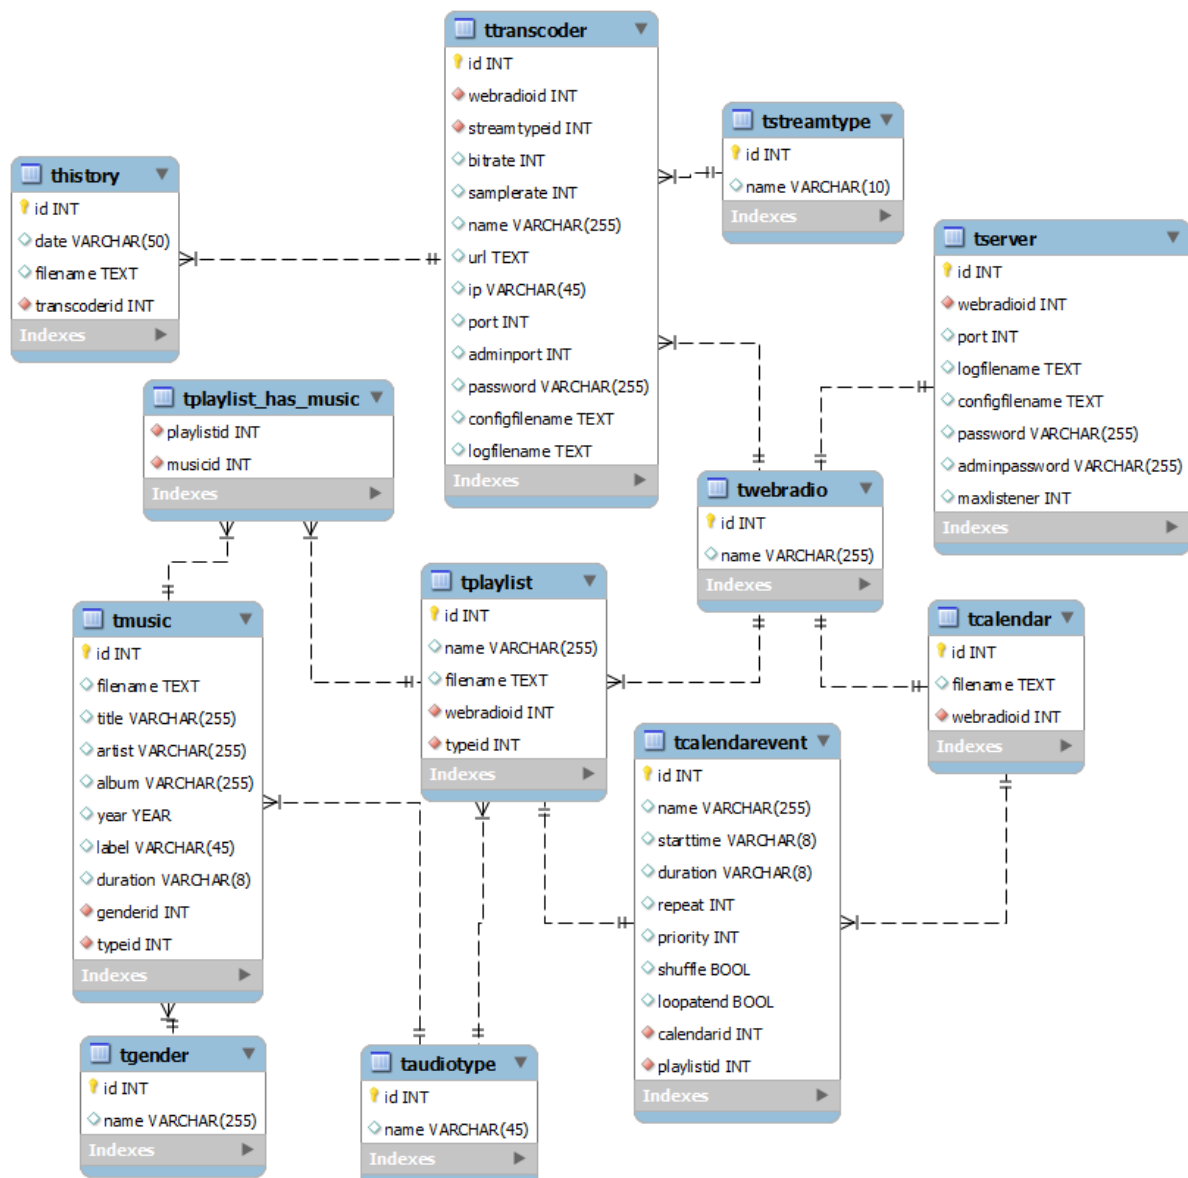 ttranscoder
id INT
webradioid INT
streamtypeid INT
bitrate INT
samplerate INT
name VARCHAR(255)
url TEXT
ip VARCHAR(45)
port INT
adminport INT
password VARCHAR(255)
configfilename TEXT
logfilename TEXT
Indexes
tstreamtype
id INT
name VARCHAR(10)
Indexes
thistory
id INT
date VARCHAR(50)
filename TEXT
transcoderid INT
Indexes
tserver
id INT
webradioid INT
port INT
logfilename TEXT
configfilename TEXT
password VARCHAR(255)
adminpassword VARCHAR(255)
maxlistener INT
Indexes
tplaylist_has_music
playlistid INT
musicid INT
Indexes
twebradio
id INT
name VARCHAR(255)
Indexes
tplaylist
id INT
name VARCHAR(255)
filename TEXT
webradioid INT
typeid INT
Indexes
tmusic
id INT
filename TEXT
title VARCHAR(255)
artist VARCHAR(255)
album VARCHAR(255)
year YEAR
label VARCHAR(45)
duration VARCHAR(8)
genderid INT
typeid INT
Indexes
tcalendar
id INT
filename TEXT
webradioid INT
Indexes
tcalendarevent
id INT
name VARCHAR(255)
starttime VARCHAR(8)
duration VARCHAR(8)
repeat INT
priority INT
shuffle BOOL
loopatend BOOL
calendarid INT
playlistid INT
Indexes
tgender
id INT
name VARCHAR(255)
Indexes
taudiotype
id INT
name VARCHAR(45)
Indexes